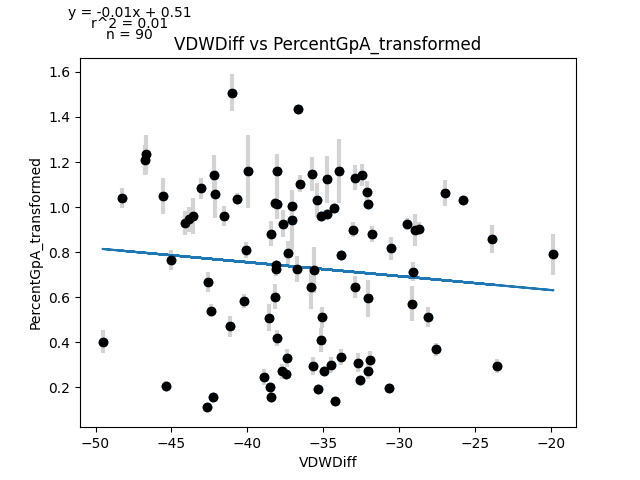 y = -0.01x + 0.51
r^2 = 0.01
n = 90
VDWDiff vs PercentGpA_transformed
1.6
1.4
1.2
1.0
0.8
0.6
0.4
0.2
PercentGpA_transformed
−50
−45
−40
−35
−30
−25
−20
VDWDiff